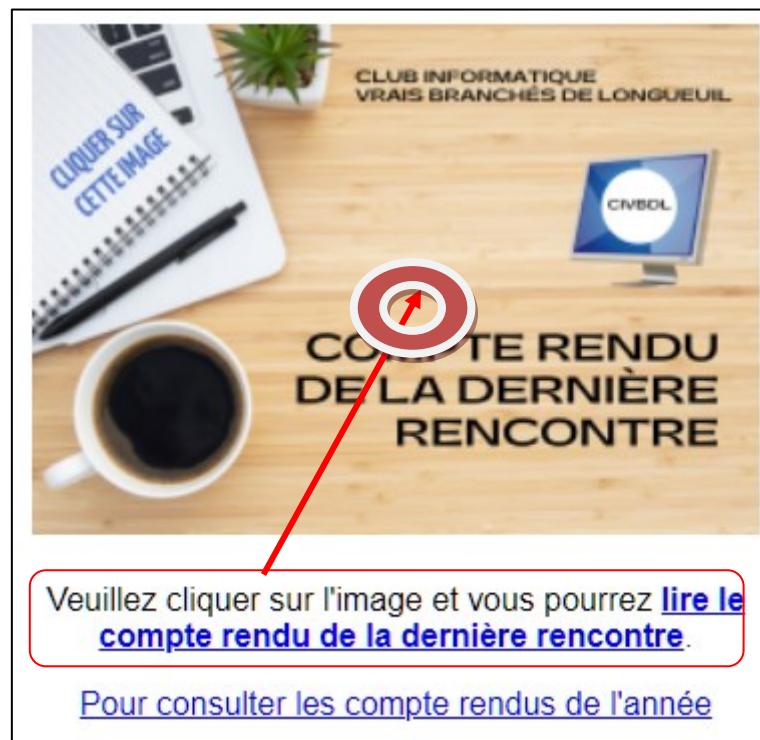 CLUB INFORMATIQUE
VRAIS BRANCHÉS DE LONGUEUIL
CLIQUER SUR
CETTE IMAGE
CIVBDL
COMPTE RENDU
DE LA DERNIÈRE
RENCONTRE
Veuillez cliquer sur l'image et vous pourrez lire le
compte rendu de la dernière rencontre.
Pour consulter les compte rendus de l'année